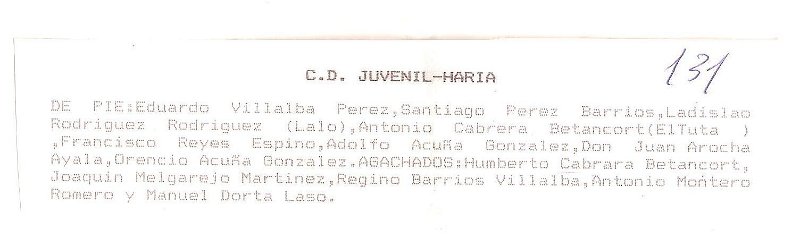 C.D. JUVENIL-HARIA
131
DE PIE:Eduardo Villalba Perez,Santiago Perez Barrios,Ladislao
Rodriguez Rodriguez (Lalo),Antonio Cabrera Betancort(ElTuta )
,Francisco Reyes Espino,Adolfo Acuña Gonzalez,Don Juan Arocha
Ayala,Orencio Acuña Gonzalez.AGACHADOS:Humberto Cabrara Betancort,
Joaquin Melgarejo Martinez,Regino Barrios Villalba,Antonio Montero
Romero y Manuel Dorta Laso.